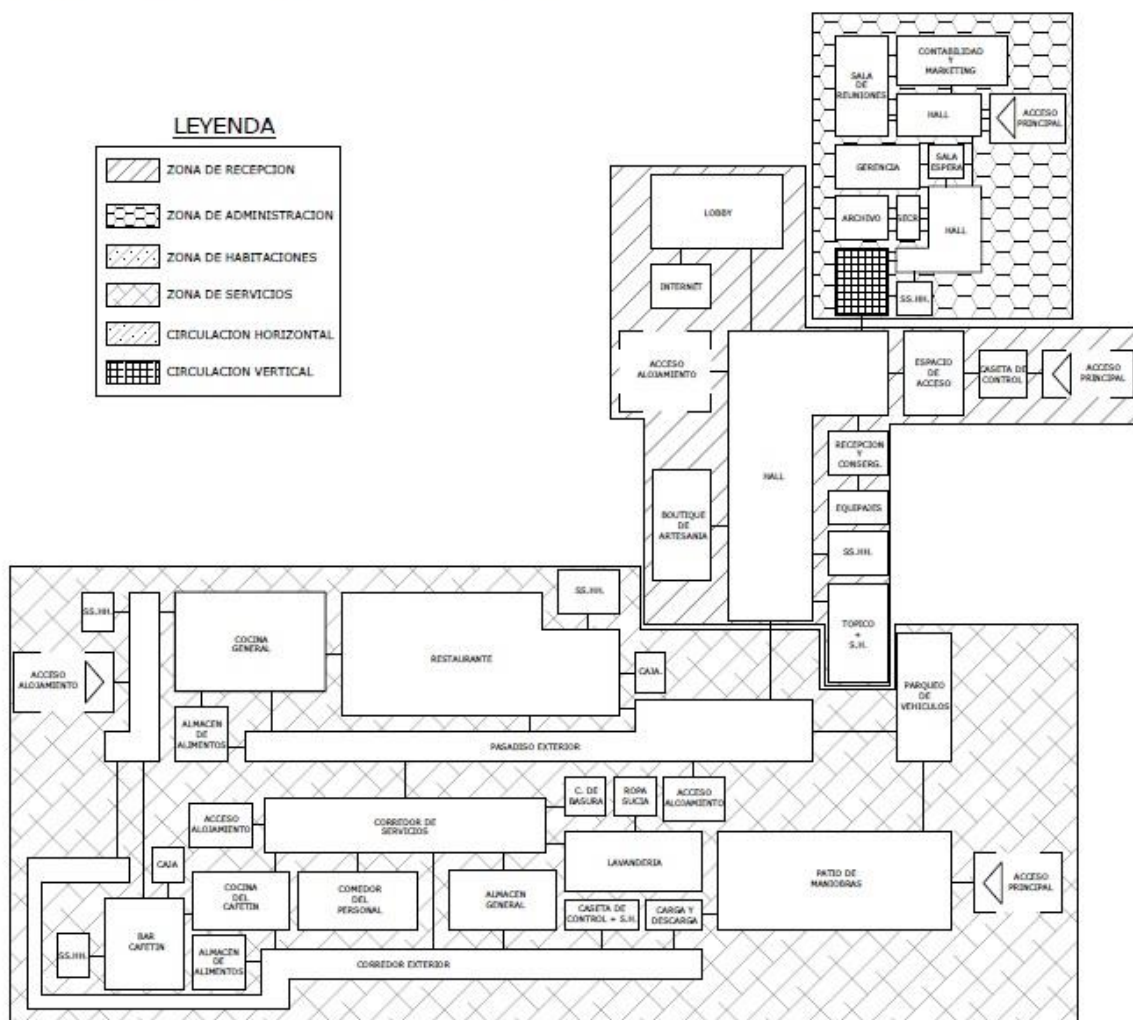 LEYENDA
ZONA DE RECEPCION
ZONA DE ADMINISTRACION
ZONA DE HABITACIONES
ZONA DE SERVICIOS
CIRCULACION HORIZONTAL
CIRCULACION VERTICAL
SALA
DE
REUNIONES
CONTABILIDAD
Y
MARKETING
HALL
ACCESO
PRINCIPAL
GERENCIA
SALA
ESPERA
ARCHIVO
SECR.
HALL
SS.HH.
LOBBY
INTERNET
ACCESO
ALOJAMIENTO
HALL
ESPACIO
DE
ACCESO
CASETA DE
CONTROL
ACCESO
PRINCIPAL
RECEPCION
Y
CONSERG.
EQUIPAJES
BOUTIQUE
DE
ARTESANIA
SS.HH.
TOPICO
+
S.H.
SS.HH.
SS.HH.
COCINA
GENERAL
RESTAURANTE
CAJA.
ACCESO
ALOJAMIENTO
PARQUEO
DE
VEHICULOS
ALMACEN
DE
ALIMENTOS
PASADISO EXTERIOR
C. DE
BASURA
ROPA
SUCIA
ACCESO
ALOJAMIENTO
ACCESO
ALOJAMIENTO
CORREDOR DE
SERVICIOS
LAVANDERIA
CAJA
COCINA
DEL
CAFETIN
COMEDOR
DEL
PERSONAL
ALMACEN
GENERAL
PATIO DE
MANIOBRAS
ACCESO
PRINCIPAL
CASETA DE
CONTROL + S.H.
CARGA Y
DESCARGA
BAR
CAFETIN
SS.HH.
ALMACEN
DE
ALIMENTOS
CORREDOR EXTERIOR